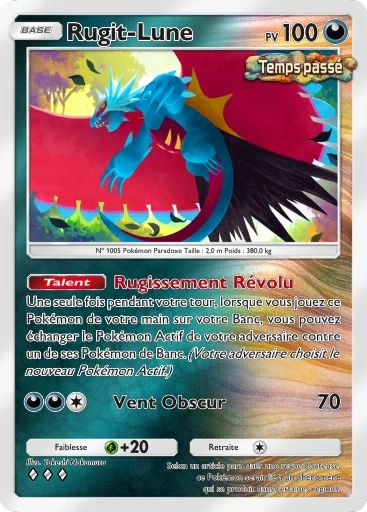 BASE Rugit-Lune PV 100
Temps passé
N° 1005 Pokémon Paradoxe Taille : 2,0 m Poids : 380,0 kg
Talent Rugissement Révolu
Une seule fois pendant votre tour, lorsque vous jouez ce
Pokémon de votre main sur votre Banc, vous pouvez
échanger le Pokémon Actif de votre adversaire contre
un de ses Pokémon de Banc. (Votre adversaire choisit le
nouveau Pokémon Actif.)
Vent Obscur 70
Faiblesse +20 Retraite
Illus. Takeshi Nakamura
Selon un article paru dans une revue douteuse,
ce Pokémon serait lié à un phénomène
qui se produit dans certaines régions.